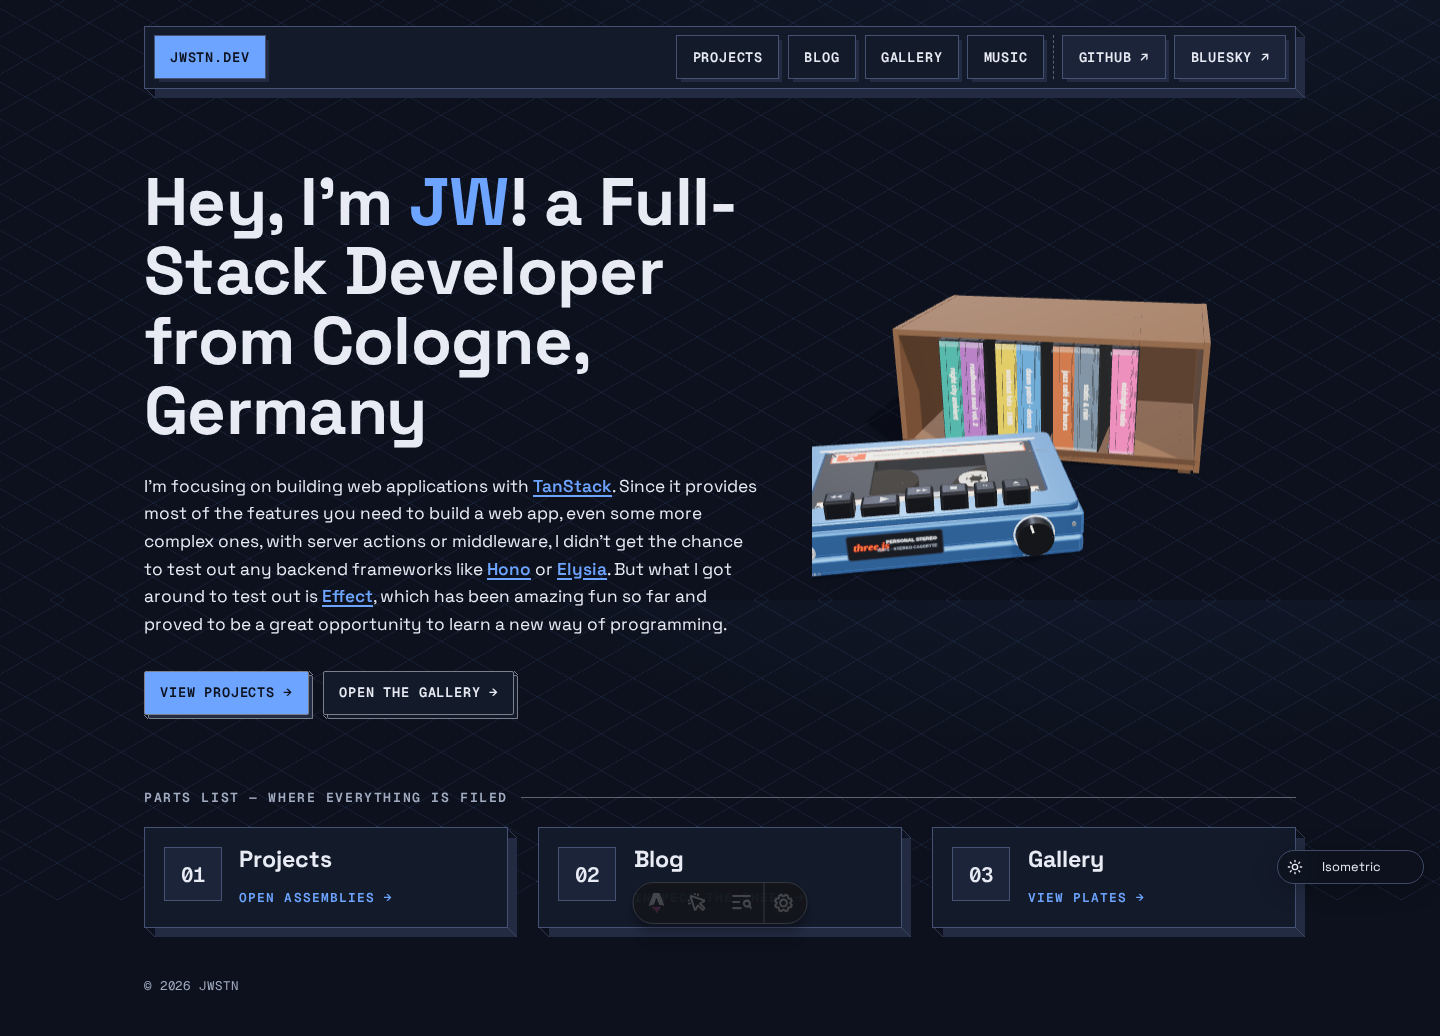 JWSTN.DEV
PROJECTS
BLOG
GALLERY
MUSIC
GITHUB ↗
BLUESKY ↗
Hey, I’m JW! a Full-
Stack Developer
from Cologne,
Germany
I’m focusing on building web applications with TanStack. Since it provides
most of the features you need to build a web app, even some more
complex ones, with server actions or middleware, I didn’t get the chance
to test out any backend frameworks like Hono or Elysia. But what I got
around to test out is Effect, which has been amazing fun so far and
proved to be a great opportunity to learn a new way of programming.
VIEW PROJECTS →
OPEN THE GALLERY →
three.js
PERSONAL STEREO
PARTS LIST — WHERE EVERYTHING IS FILED
01
Projects
OPEN ASSEMBLIES →
02
Blog
03
Gallery
VIEW PLATES →
Isometric
© 2026 JWSTN